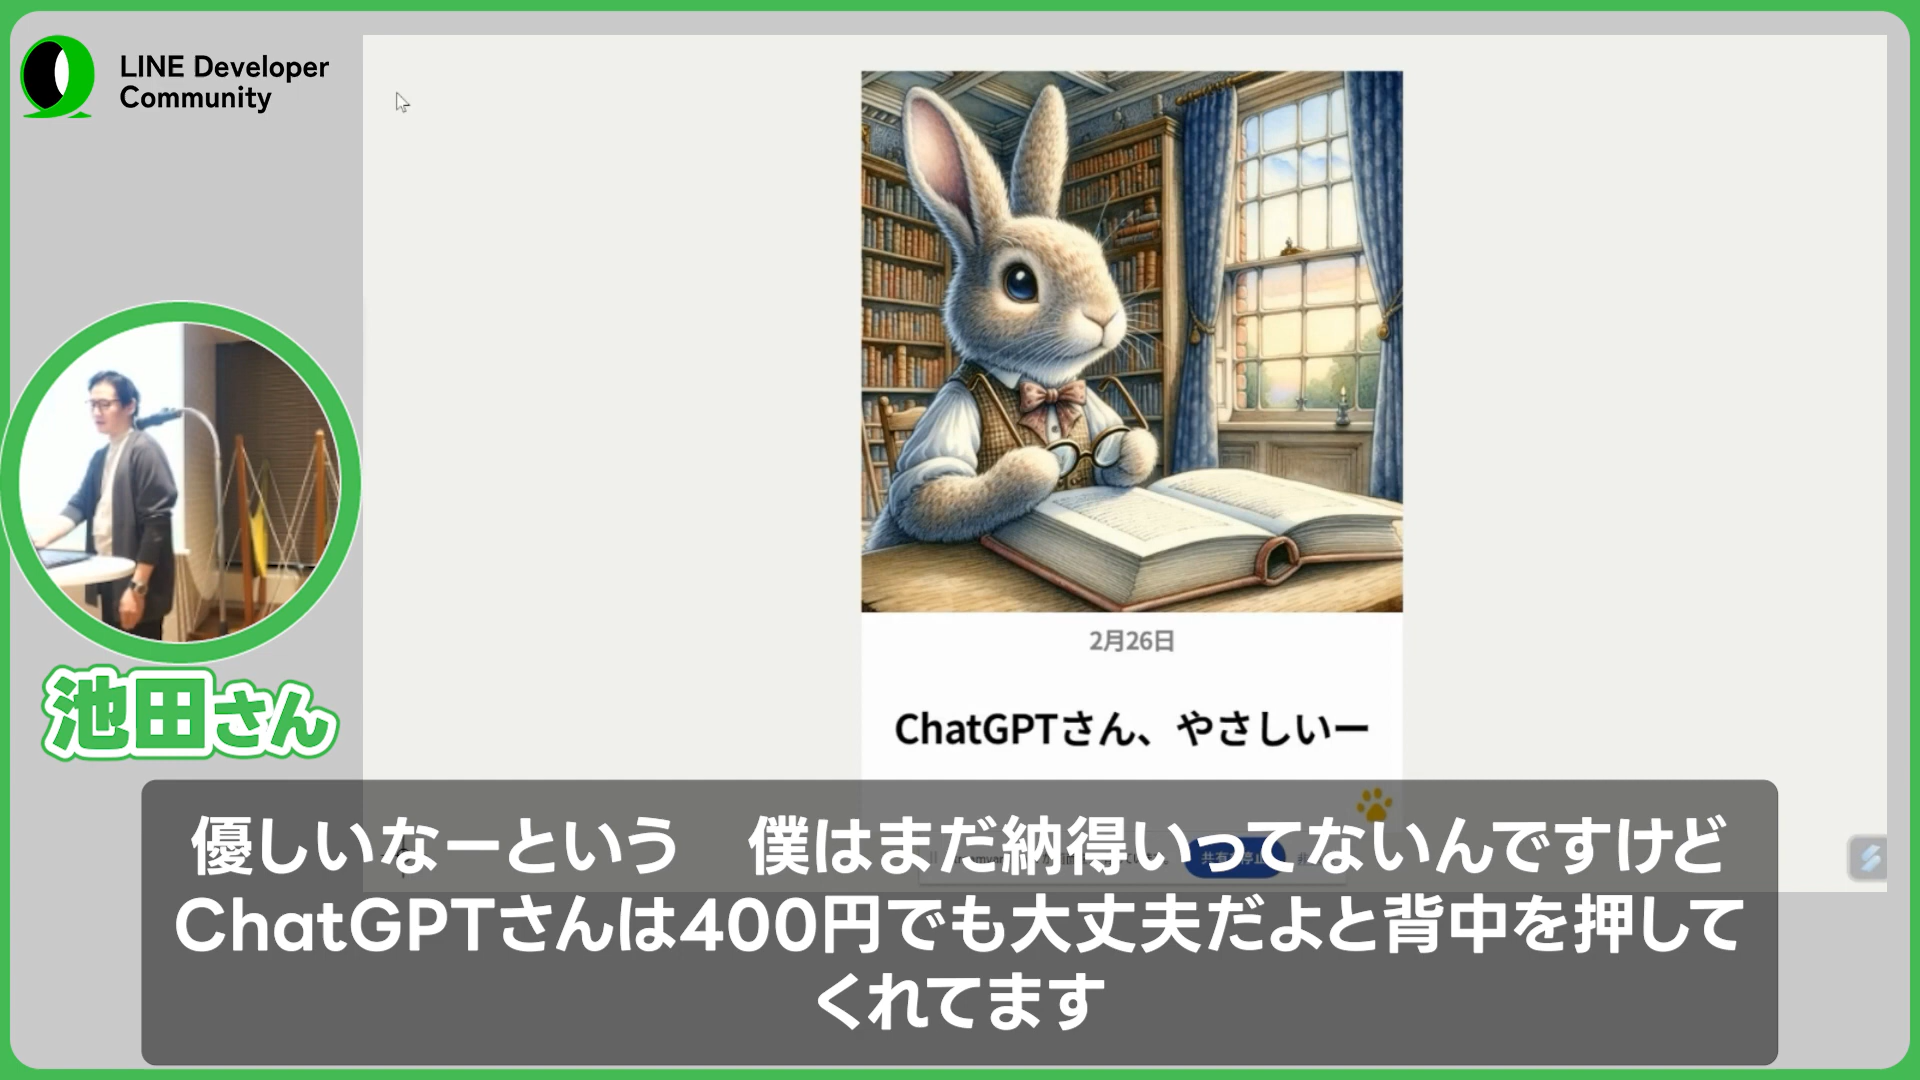 LINE Developer
Community
2月26日
ChatGPTさん、やさしいー
池田さん
優しいなーという　僕はまだ納得いってないんですけど
ChatGPTさんは400円でも大丈夫だよと背中を押して
くれてます